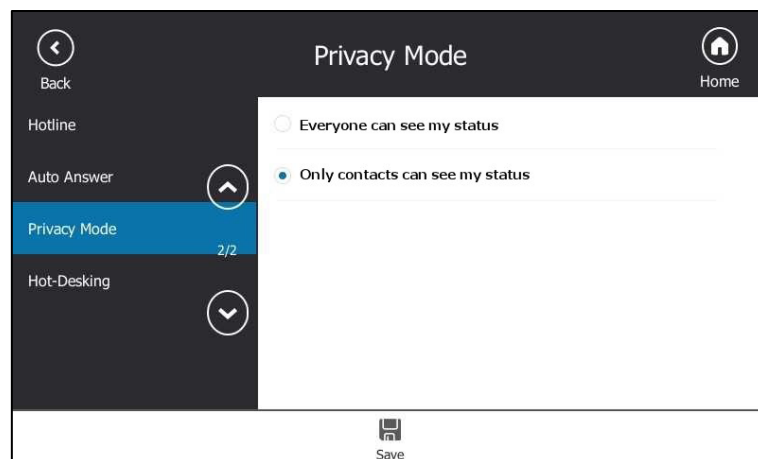 Privacy Mode
Back
Home
Hotline
Auto Answer
Privacy Mode
2/2
Hot-Desking
Everyone can see my status
Only contacts can see my status
Save